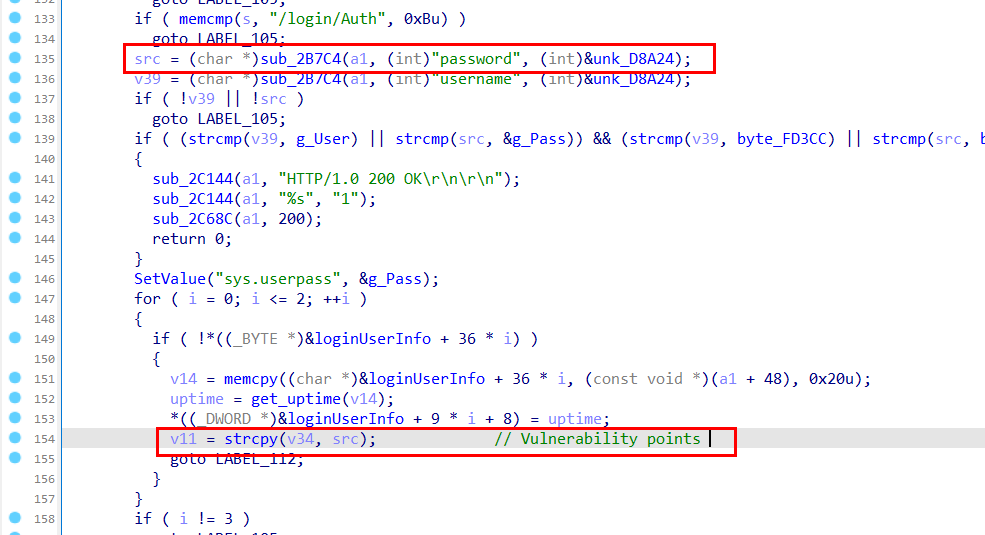 132 goto LABEL_105;
133 if ( memcmp(s, "/login/Auth", 0xBu) )
134 goto LABEL_105;
135 src = (char *)sub_2B7C4(a1, (int)"password", (int)&unk_D8A24);
136 v39 = (char *)sub_2B7C4(a1, (int)"username", (int)&unk_D8A24);
137 if ( !v39 || !src )
138 goto LABEL_105;
139 if ( (strcmp(v39, g_User) || strcmp(src, &g_Pass)) && (strcmp(v39, byte_FD3CC) || strcmp(src, b
140 {
141 sub_2C144(a1, "HTTP/1.0 200 OK\r\n\r\n");
142 sub_2C144(a1, "%s", "1");
143 sub_2C68C(a1, 200);
144 return 0;
145 }
146 SetValue("sys.userpass", &g_Pass);
147 for ( i = 0; i <= 2; ++i )
148 {
149 if ( !*((_BYTE *)&loginUserInfo + 36 * i) )
150 {
151 v14 = memcpy((char *)&loginUserInfo + 36 * i, (const void *)(a1 + 48), 0x20u);
152 uptime = get_uptime(v14);
153 *((_DWORD *)&loginUserInfo + 9 * i + 8) = uptime;
154 v11 = strcpy(v34, src); // Vulnerability points
155 goto LABEL_112;
156 }
157 }
158 if ( i != 3 )